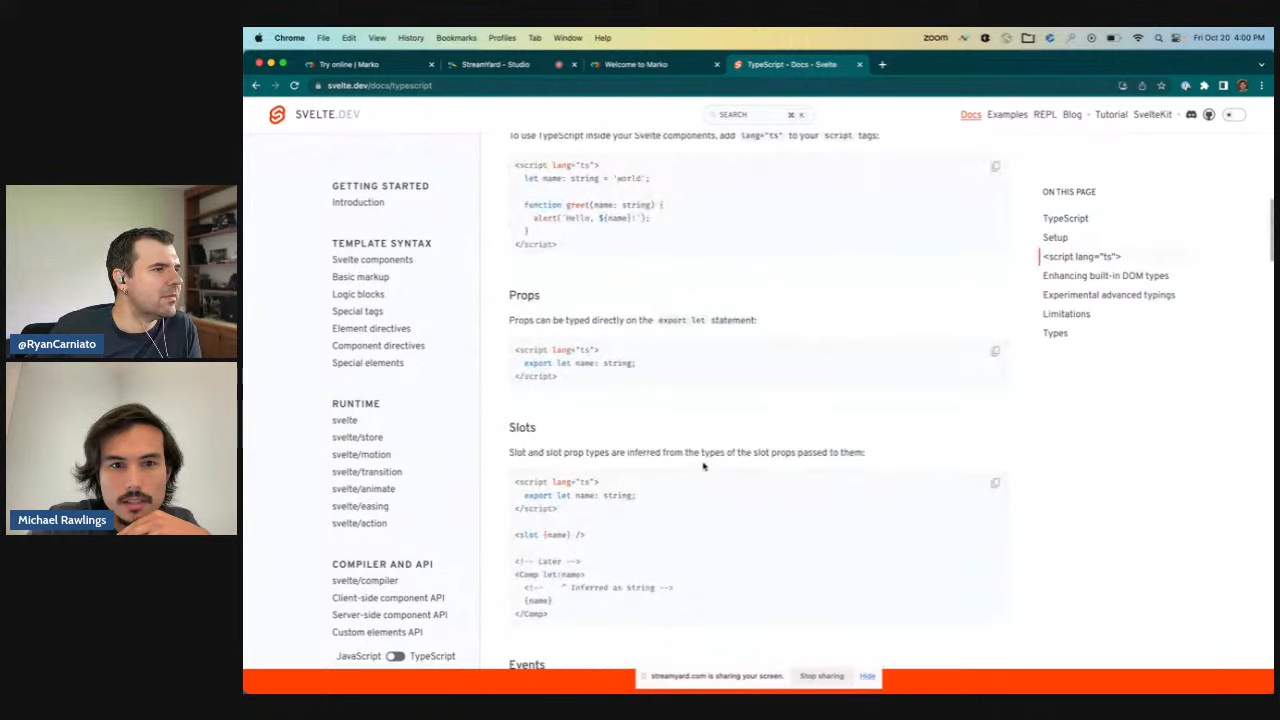 Chrome File Edit View History Bookmarks Profiles Tab Window Help zoom Fri Oct 20 4:00 PM
Try online | Marko × StreamYard - Studio × Welcome to Marko × TypeScript • Docs • Svelte × +
svelte.dev/docs/typescript
SVELTE.DEV SEARCH ⌘ K Docs Examples REPL Blog • Tutorial SvelteKit •
To use TypeScript inside your Svelte components, add lang="ts" to your script tags:
<script lang="ts">
let name: string = 'world';
function greet(name: string) {
alert(`Hello, ${name}!`);
}
</script>
Props
Props can be typed directly on the export let statement:
<script lang="ts">
export let name: string;
</script>
Slots
Slot and slot prop types are inferred from the types of the slot props passed to them:
<script lang="ts">
export let name: string;
</script>
<slot {name} />
<!-- Later -->
<Comp let:name>
<!--    ^ Inferred as string -->
{name}
</Comp>
Events
GETTING STARTED
Introduction
TEMPLATE SYNTAX
Svelte components
Basic markup
Logic blocks
Special tags
Element directives
Component directives
Special elements
RUNTIME
svelte
svelte/store
svelte/motion
svelte/transition
svelte/animate
svelte/easing
svelte/action
COMPILER AND API
svelte/compiler
Client-side component API
Server-side component API
Custom elements API
JavaScript TypeScript
ON THIS PAGE
TypeScript
Setup
<script lang="ts">
Enhancing built-in DOM types
Experimental advanced typings
Limitations
Types
streamyard.com is sharing your screen. Stop sharing Hide
@RyanCarniato
Michael Rawlings